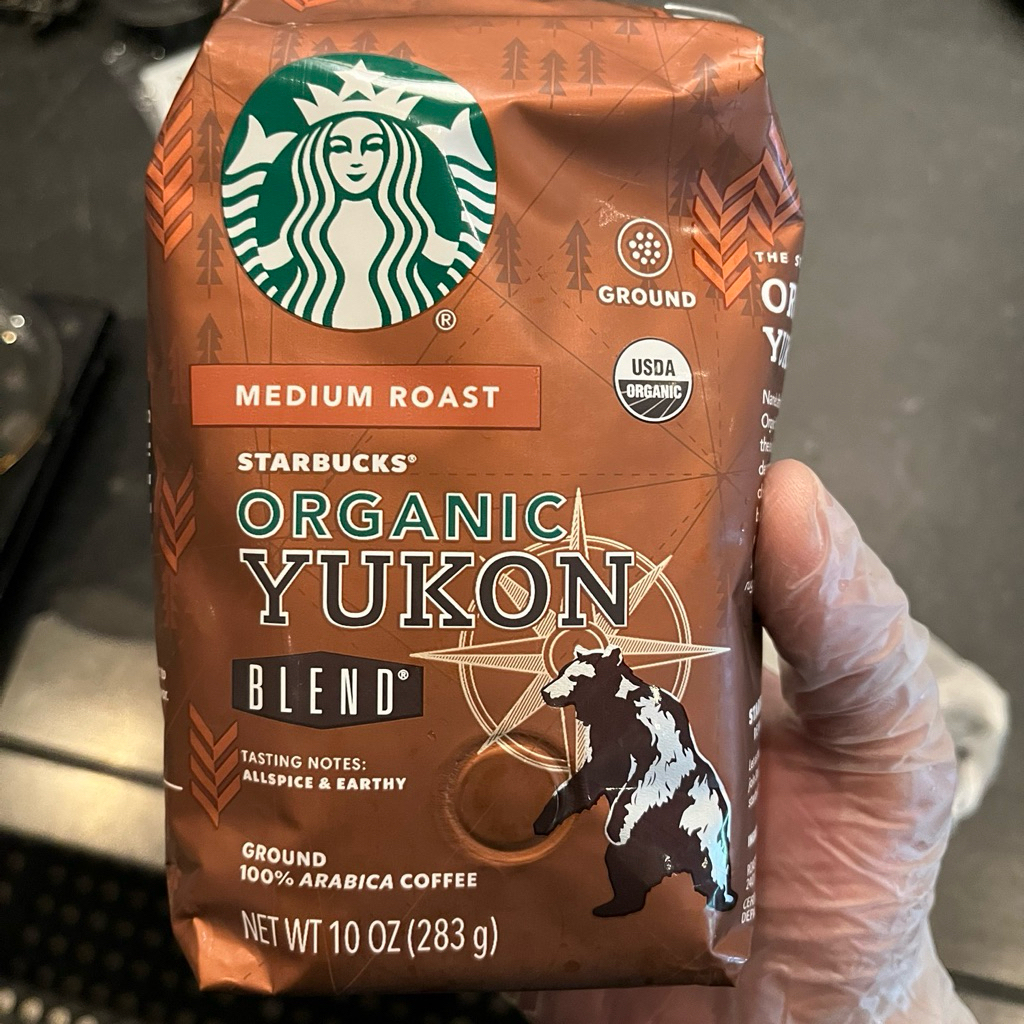 GROUND
THE
USDA
ORGANIC
MEDIUM ROAST
STARBUCKS®
ORGANIC
YUKON
BLEND®
TASTING NOTES:
ALLSPICE & EARTHY
GROUND
100% ARABICA COFFEE
NET WT 10 OZ (283 g)
®